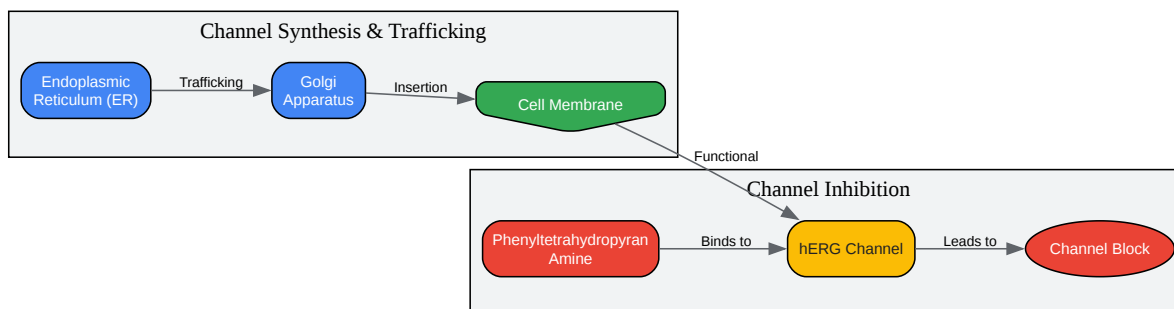 Channel Synthesis & Trafficking
Endoplasmic
Reticulum (ER)
Trafficking
Golgi
Apparatus
Insertion
Cell Membrane
Functional
Channel Inhibition
Phenyltetrahydropyran
Amine
Binds to
hERG Channel
Leads to
Channel Block